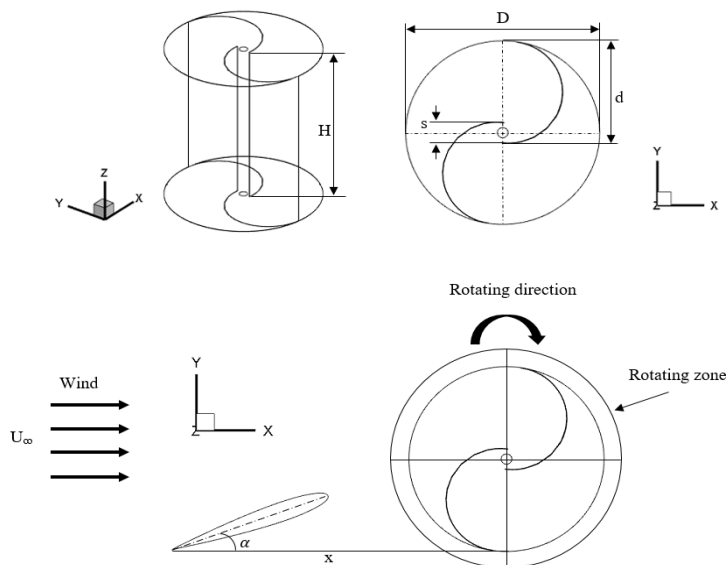 D
H
s
d
Z
Y
X
Y
Z
X
Rotating direction
Rotating zone
Wind
U∞
Y
Z
X
α
x